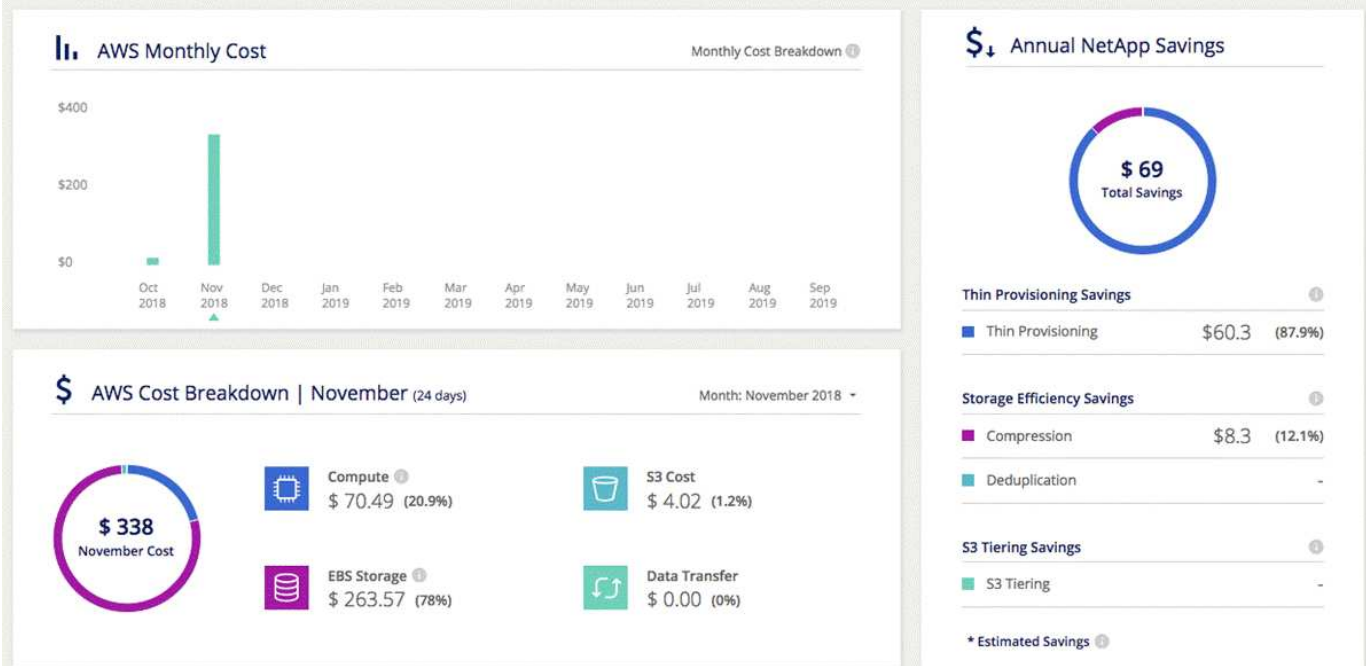 AWS Monthly Cost
Monthly Cost Breakdown
$400
$200
$0
Oct 2018
Nov 2018
Dec 2018
Jan 2019
Feb 2019
Mar 2019
Apr 2019
May 2019
Jun 2019
Jul 2019
Aug 2019
Sep 2019
$ AWS Cost Breakdown | November (24 days)
Month: November 2018
$ 338
November Cost
Compute
$ 70.49 (20.9%)
S3 Cost
$ 4.02 (1.2%)
EBS Storage
$ 263.57 (78%)
Data Transfer
$ 0.00 (0%)
$ Annual NetApp Savings
$ 69
Total Savings
Thin Provisioning Savings
Thin Provisioning $60.3 (87.9%)
Storage Efficiency Savings
Compression $8.3 (12.1%)
Deduplication -
S3 Tiering Savings
S3 Tiering -
* Estimated Savings